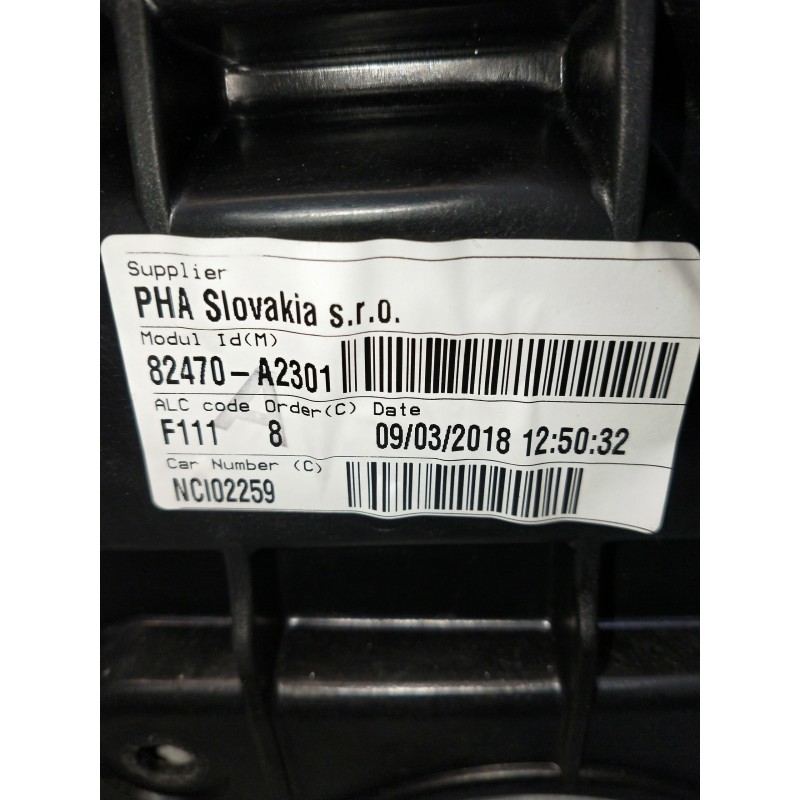 Supplier
PHA Slovakia s.r.o.
Modul Id(M)
82470-A2301
ALC code Order(C) Date
F111 8 09/03/2018 12:50:32
Car Number (C)
NCI02259